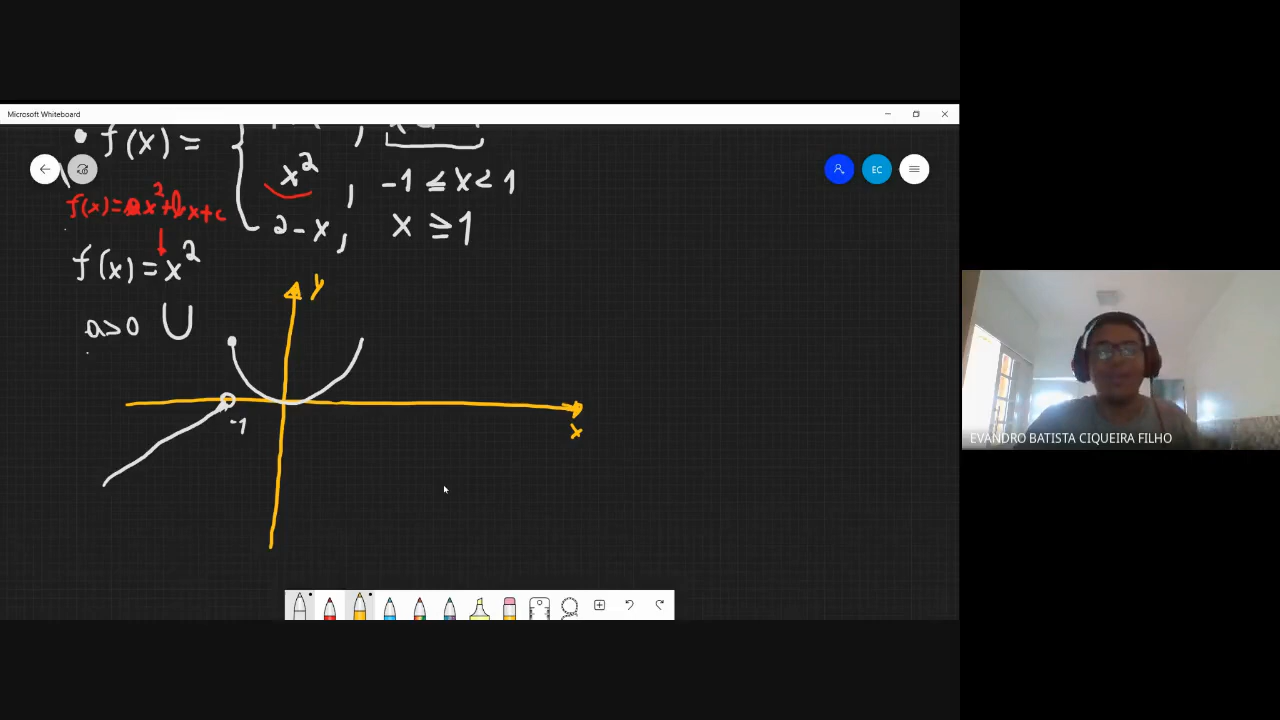 Microsoft Whiteboard
• f(x) = {
x², -1 ≤ x < 1
EC
f(x)=ax²+bx+c
2-x, x ≥ 1
f(x) = x²
y
a>0 ∪
-1
x
EVANDRO BATISTA CIQUEIRA FILHO